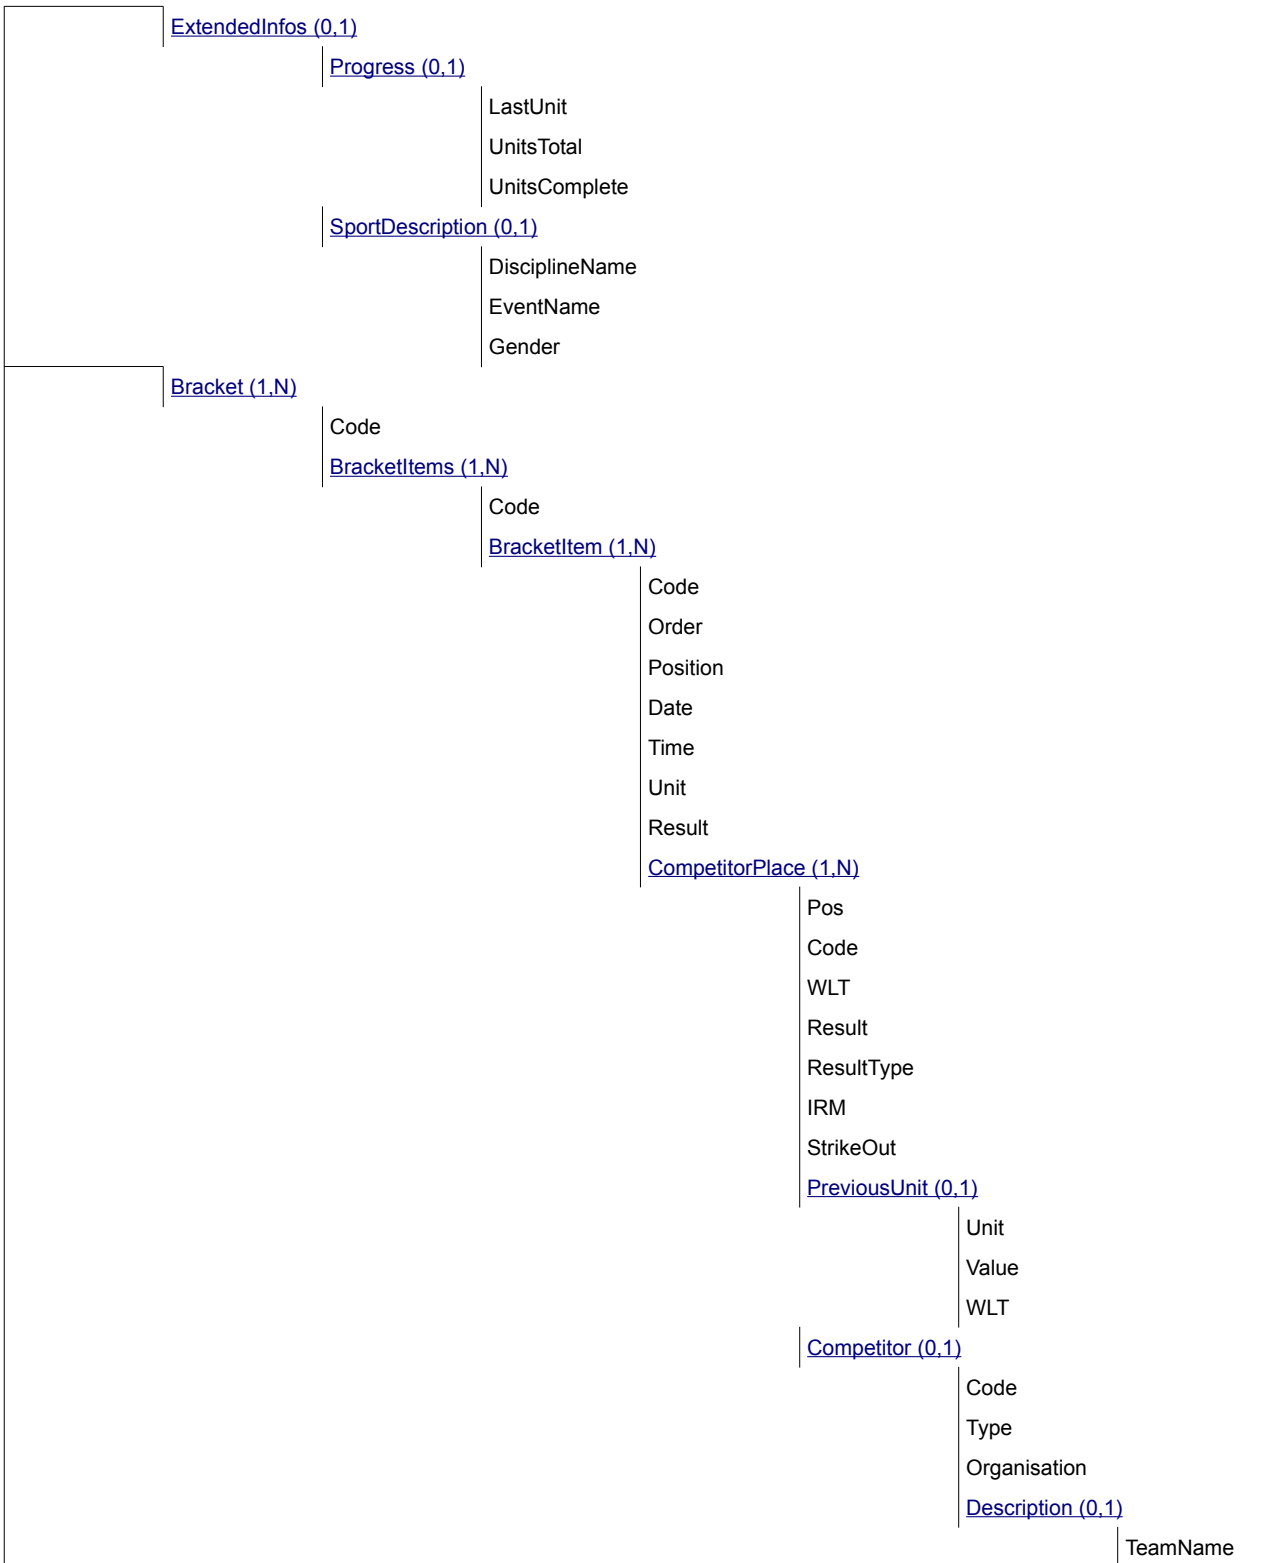 ExtendedInfos (0,1)
Progress (0,1)
LastUnit
UnitsTotal
UnitsComplete
SportDescription (0,1)
DisciplineName
EventName
Gender
Bracket (1,N)
Code
BracketItems (1,N)
Code
BracketItem (1,N)
Code
Order
Position
Date
Time
Unit
Result
CompetitorPlace (1,N)
Pos
Code
WLT
Result
ResultType
IRM
StrikeOut
PreviousUnit (0,1)
Unit
Value
WLT
Competitor (0,1)
Code
Type
Organisation
Description (0,1)
TeamName